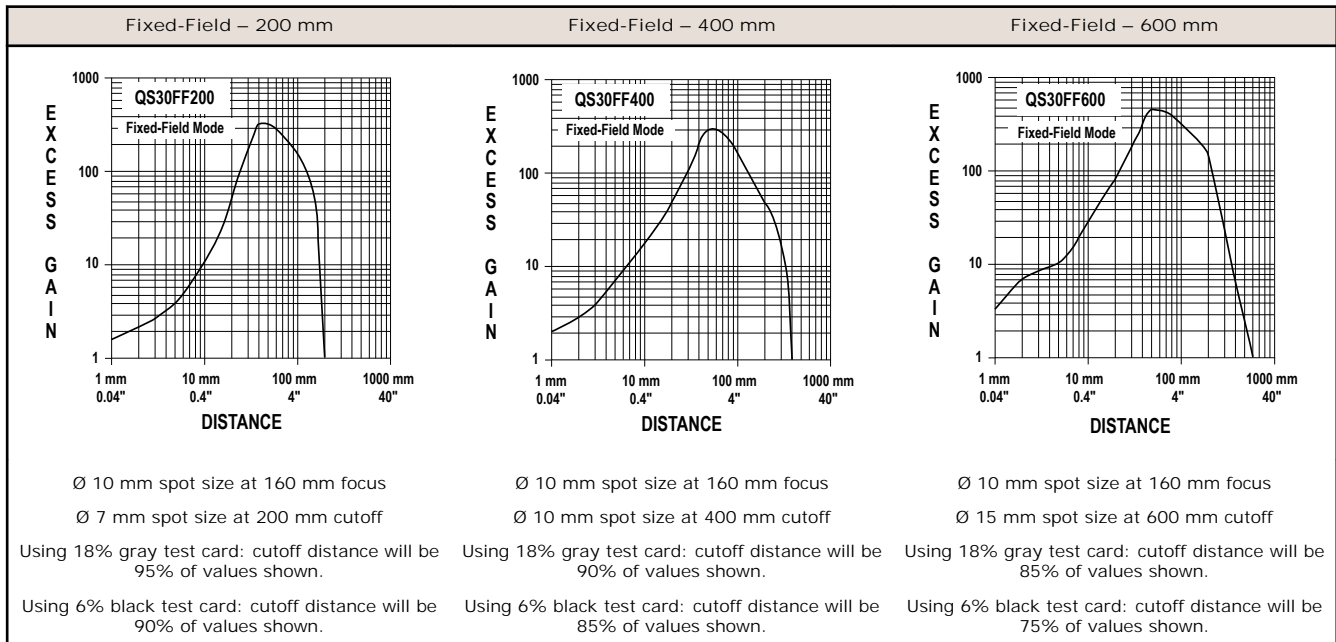 Fixed-Field – 200 mm
Fixed-Field – 400 mm
Fixed-Field – 600 mm
1000
100
10
1
EXCESS GAIN
QS30FF200
Fixed-Field Mode
1 mm 10 mm 100 mm 1000 mm
0.04" 0.4" 4" 40"
DISTANCE
1000
100
10
1
EXCESS GAIN
QS30FF400
Fixed-Field Mode
1 mm 10 mm 100 mm 1000 mm
0.04" 0.4" 4" 40"
DISTANCE
1000
100
10
1
EXCESS GAIN
QS30FF600
Fixed-Field Mode
1 mm 10 mm 100 mm 1000 mm
0.04" 0.4" 4" 40"
DISTANCE
Ø 10 mm spot size at 160 mm focus
Ø 7 mm spot size at 200 mm cutoff
Using 18% gray test card: cutoff distance will be
95% of values shown.
Using 6% black test card: cutoff distance will be
90% of values shown.
Ø 10 mm spot size at 160 mm focus
Ø 10 mm spot size at 400 mm cutoff
Using 18% gray test card: cutoff distance will be
90% of values shown.
Using 6% black test card: cutoff distance will be
85% of values shown.
Ø 10 mm spot size at 160 mm focus
Ø 15 mm spot size at 600 mm cutoff
Using 18% gray test card: cutoff distance will be
85% of values shown.
Using 6% black test card: cutoff distance will be
75% of values shown.